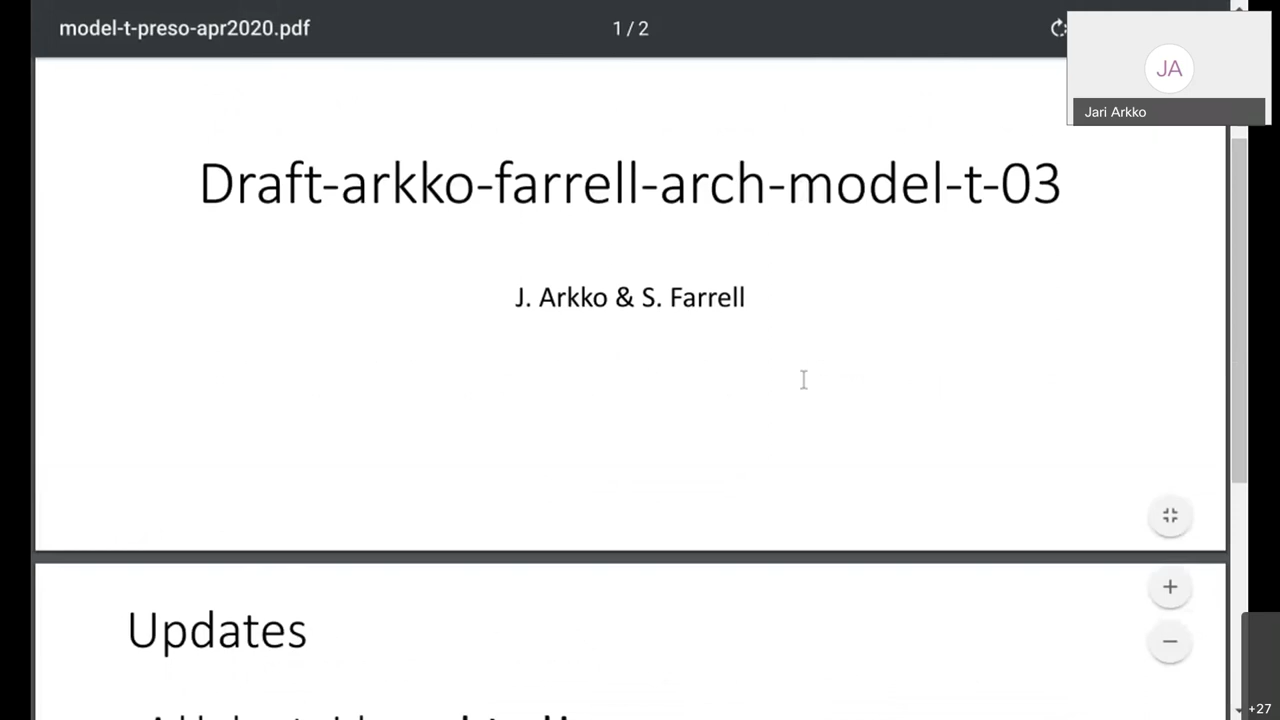 model-t-preso-apr2020.pdf
1 / 2
JA
Jari Arkko
Draft-arkko-farrell-arch-model-t-03
J. Arkko & S. Farrell
Updates
+27